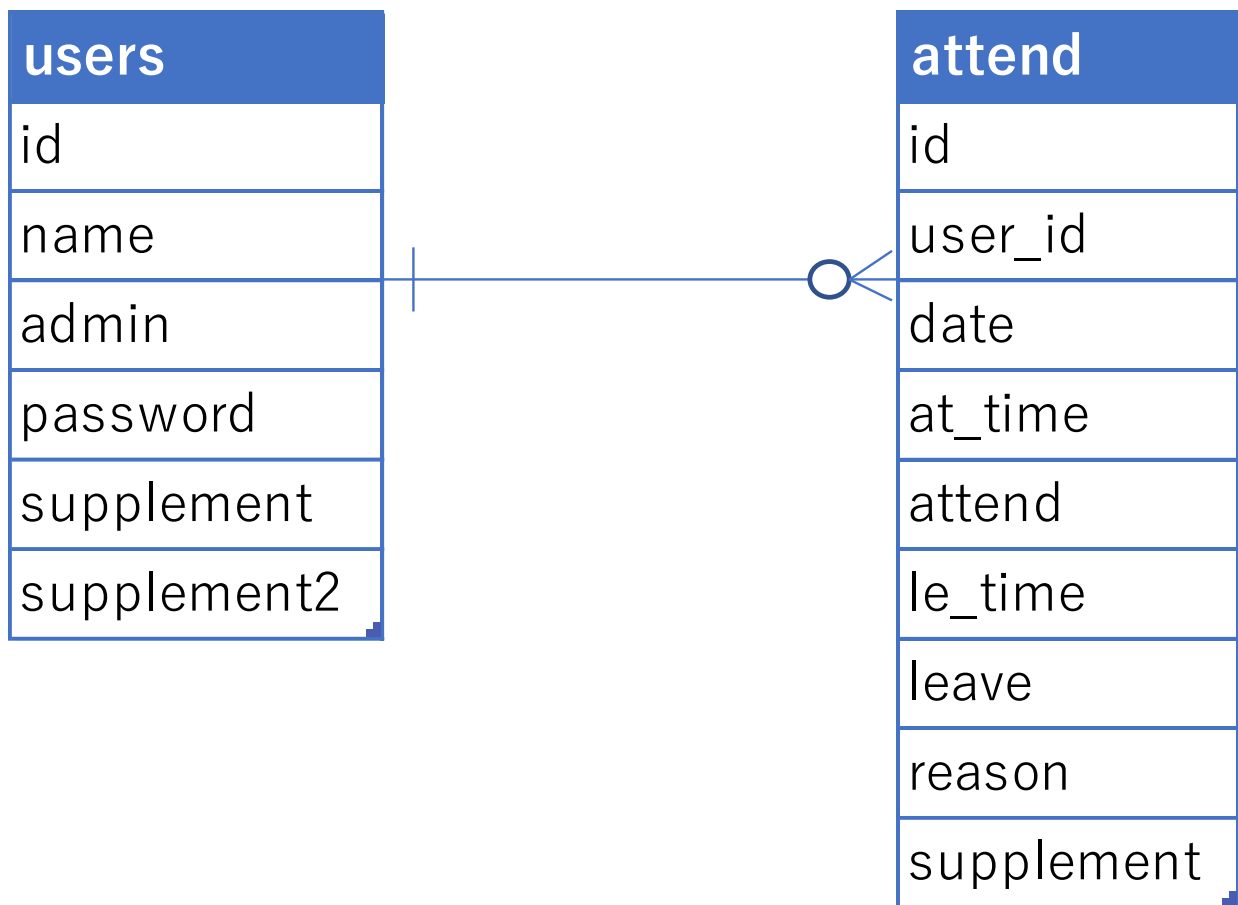 users
id
name
admin
password
supplement
supplement2
attend
id
user_id
date
at_time
attend
le_time
leave
reason
supplement